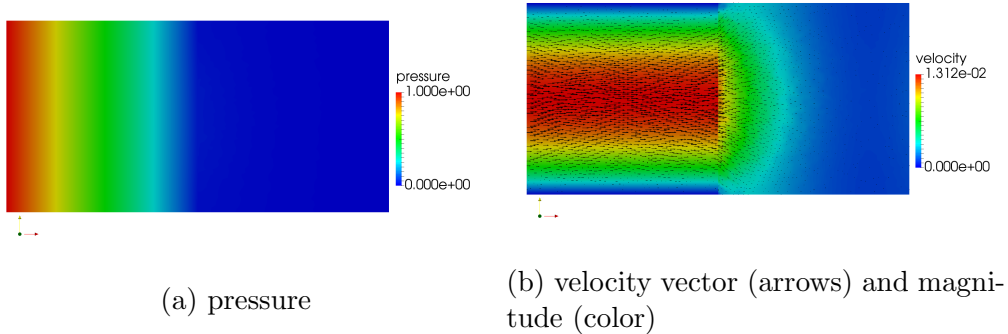 pressure
1.000e+00
0.000e+00
velocity
1.312e-02
0.000e+00
(a) pressure
(b) velocity vector (arrows) and magni-
tude (color)